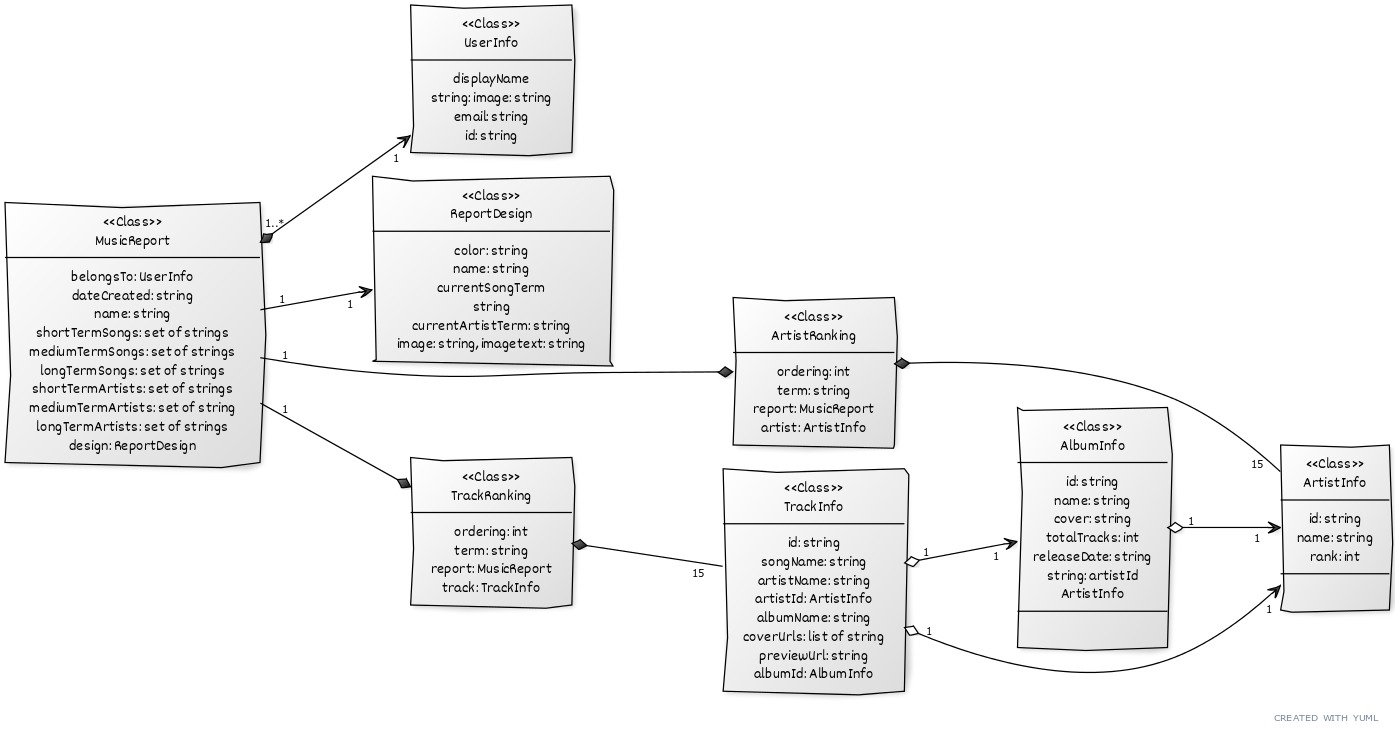 <<Class>>
UserInfo
displayName
string: image: string
email: string
id: string
1
1..*
<<Class>>
MusicReport
belongsTo: UserInfo
dateCreated: string
name: string
shortTermSongs: set of strings
mediumTermSongs: set of strings
longTermSongs: set of strings
shortTermArtists: set of strings
mediumTermArtists: set of string
longTermArtists: set of strings
design: ReportDesign
1
1
1
1
<<Class>>
ReportDesign
color: string
name: string
currentSongTerm
string
currentArtistTerm: string
image: string, imagetext: string
<<Class>>
ArtistRanking
ordering: int
term: string
report: MusicReport
artist: ArtistInfo
15
<<Class>>
TrackRanking
ordering: int
term: string
report: MusicReport
track: TrackInfo
15
<<Class>>
TrackInfo
id: string
songName: string
artistName: string
artistId: ArtistInfo
albumName: string
coverUrls: list of string
previewUrl: string
albumId: AlbumInfo
1
1
1
1
<<Class>>
AlbumInfo
id: string
name: string
cover: string
totalTracks: int
releaseDate: string
string: artistId
ArtistInfo
1
1
<<Class>>
ArtistInfo
id: string
name: string
rank: int
CREATED WITH YUML